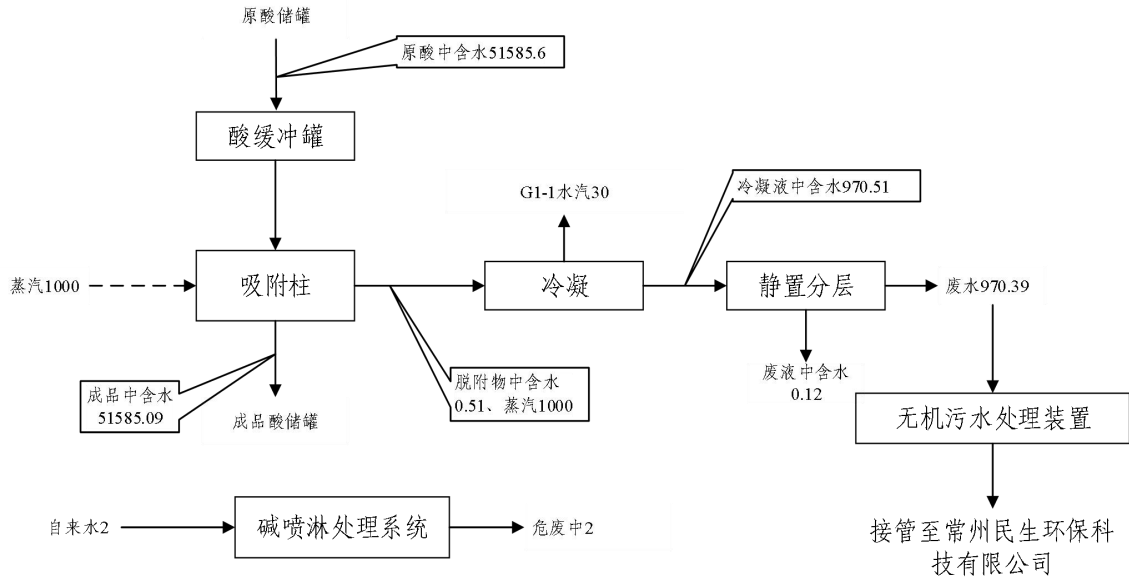 原酸储罐
原酸中含水51585.6
酸缓冲罐
G1-1水汽30
冷凝液中含水970.51
蒸汽1000
吸附柱
冷凝
静置分层
废水970.39
成品中含水
51585.09
成品酸储罐
脱附物中含水
0.51、蒸汽1000
废液中含水
0.12
无机污水处理装置
自来水2
碱喷淋处理系统
危废中2
接管至常州民生环保科
技有限公司